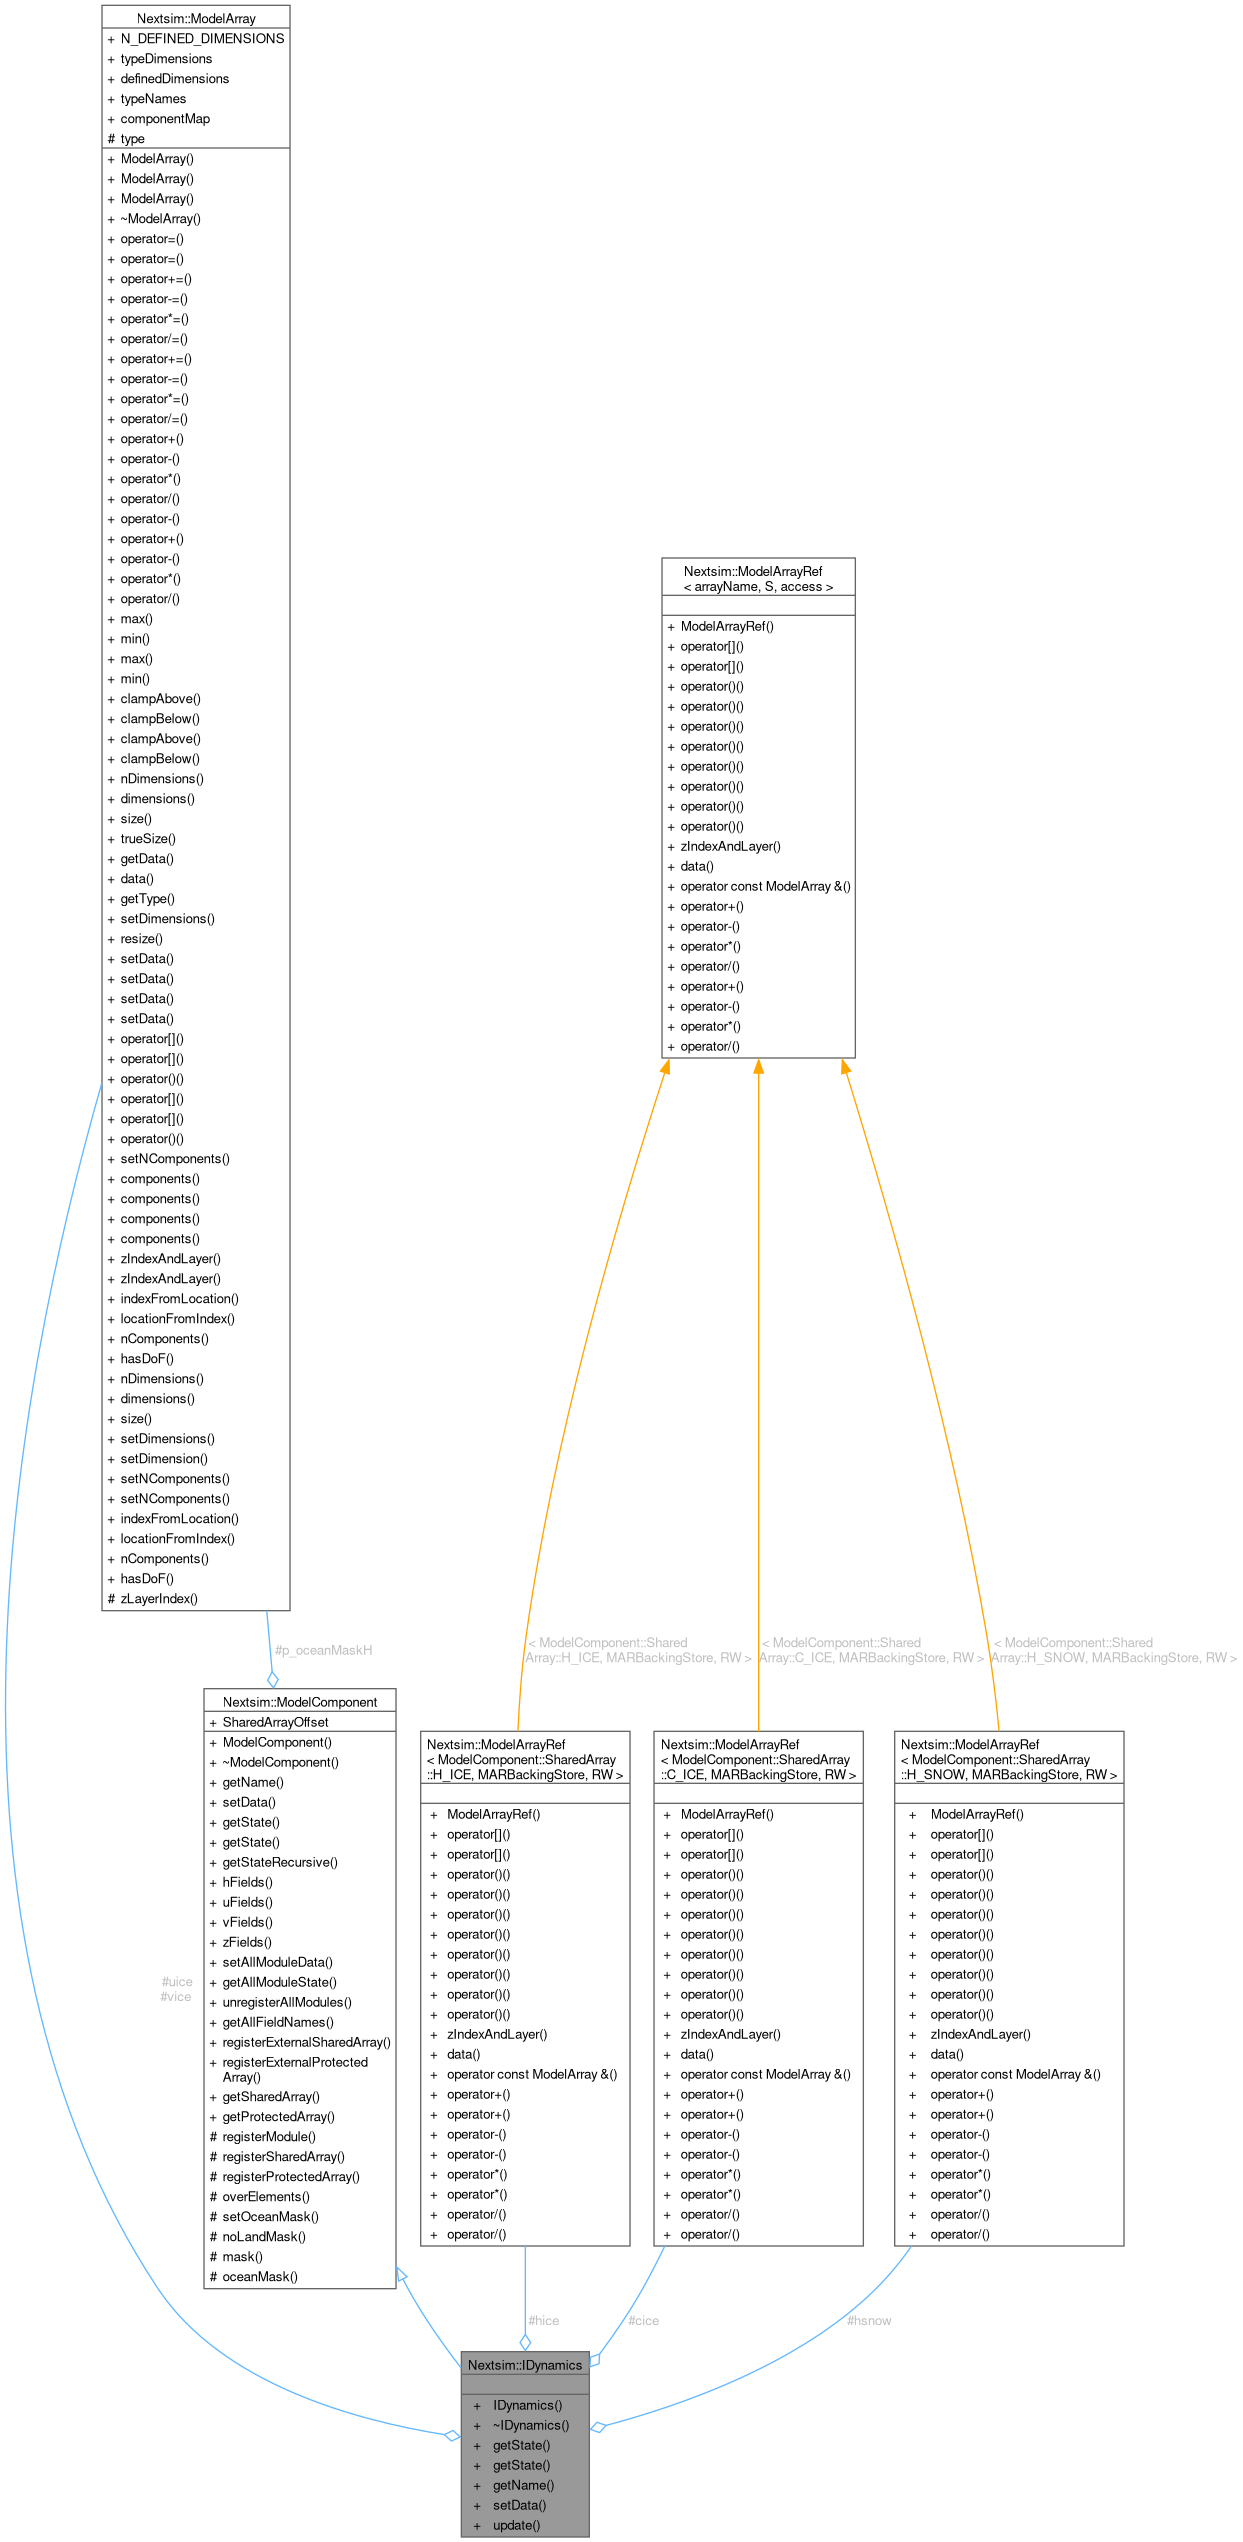 Nextsim::ModelArray
+ N_DEFINED_DIMENSIONS
+ typeDimensions
+ definedDimensions
+ typeNames
+ componentMap
# type
+ ModelArray()
+ ModelArray()
+ ModelArray()
+ ~ModelArray()
+ operator=()
+ operator=()
+ operator+=()
+ operator-=()
+ operator*=()
+ operator/=()
+ operator+=()
+ operator-=()
+ operator*=()
+ operator/=()
+ operator+()
+ operator-()
+ operator*()
+ operator/()
+ operator-()
+ operator+()
+ operator-()
+ operator*()
+ operator/()
+ max()
+ min()
+ max()
+ min()
+ clampAbove()
+ clampBelow()
+ clampAbove()
+ clampBelow()
+ nDimensions()
+ dimensions()
+ size()
+ trueSize()
+ getData()
+ data()
+ getType()
+ setDimensions()
+ resize()
+ setData()
+ setData()
+ setData()
+ setData()
+ operator[]()
+ operator[]()
+ operator()()
+ operator[]()
+ operator[]()
+ operator()()
+ setNComponents()
+ components()
+ components()
+ components()
+ components()
+ zIndexAndLayer()
+ zIndexAndLayer()
+ indexFromLocation()
+ locationFromIndex()
+ nComponents()
+ hasDoF()
+ nDimensions()
+ dimensions()
+ size()
+ setDimensions()
+ setDimension()
+ setNComponents()
+ setNComponents()
+ indexFromLocation()
+ locationFromIndex()
+ nComponents()
+ hasDoF()
# zLayerIndex()
Nextsim::ModelArrayRef
< arrayName, S, access >
+ ModelArrayRef()
+ operator[]()
+ operator[]()
+ operator()()
+ operator()()
+ operator()()
+ operator()()
+ operator()()
+ operator()()
+ operator()()
+ operator()()
+ zIndexAndLayer()
+ data()
+ operator const ModelArray &()
+ operator+()
+ operator-()
+ operator*()
+ operator/()
+ operator+()
+ operator-()
+ operator*()
+ operator/()
#p_oceanMaskH
< ModelComponent::Shared
Array::H_ICE, MARBackingStore, RW >
< ModelComponent::Shared
Array::C_ICE, MARBackingStore, RW >
< ModelComponent::Shared
Array::H_SNOW, MARBackingStore, RW >
Nextsim::ModelComponent
+ SharedArrayOffset
+ ModelComponent()
+ ~ModelComponent()
+ getName()
+ setData()
+ getState()
+ getState()
+ getStateRecursive()
+ hFields()
+ uFields()
+ vFields()
+ zFields()
+ setAllModuleData()
+ getAllModuleState()
+ unregisterAllModules()
+ getAllFieldNames()
+ registerExternalSharedArray()
+ registerExternalProtected
Array()
+ getSharedArray()
+ getProtectedArray()
# registerModule()
# registerSharedArray()
# registerProtectedArray()
# overElements()
# setOceanMask()
# noLandMask()
# mask()
# oceanMask()
Nextsim::ModelArrayRef
< ModelComponent::SharedArray
::H_ICE, MARBackingStore, RW >
+ ModelArrayRef()
+ operator[]()
+ operator[]()
+ operator()()
+ operator()()
+ operator()()
+ operator()()
+ operator()()
+ operator()()
+ operator()()
+ operator()()
+ zIndexAndLayer()
+ data()
+ operator const ModelArray &()
+ operator+()
+ operator+()
+ operator-()
+ operator-()
+ operator*()
+ operator*()
+ operator/()
+ operator/()
Nextsim::ModelArrayRef
< ModelComponent::SharedArray
::C_ICE, MARBackingStore, RW >
+ ModelArrayRef()
+ operator[]()
+ operator[]()
+ operator()()
+ operator()()
+ operator()()
+ operator()()
+ operator()()
+ operator()()
+ operator()()
+ operator()()
+ zIndexAndLayer()
+ data()
+ operator const ModelArray &()
+ operator+()
+ operator+()
+ operator-()
+ operator-()
+ operator*()
+ operator*()
+ operator/()
+ operator/()
Nextsim::ModelArrayRef
< ModelComponent::SharedArray
::H_SNOW, MARBackingStore, RW >
+ ModelArrayRef()
+ operator[]()
+ operator[]()
+ operator()()
+ operator()()
+ operator()()
+ operator()()
+ operator()()
+ operator()()
+ operator()()
+ operator()()
+ zIndexAndLayer()
+ data()
+ operator const ModelArray &()
+ operator+()
+ operator+()
+ operator-()
+ operator-()
+ operator*()
+ operator*()
+ operator/()
+ operator/()
#uice
#vice
#hice
#cice
#hsnow
Nextsim::IDynamics
+ IDynamics()
+ ~IDynamics()
+ getState()
+ getState()
+ getName()
+ setData()
+ update()